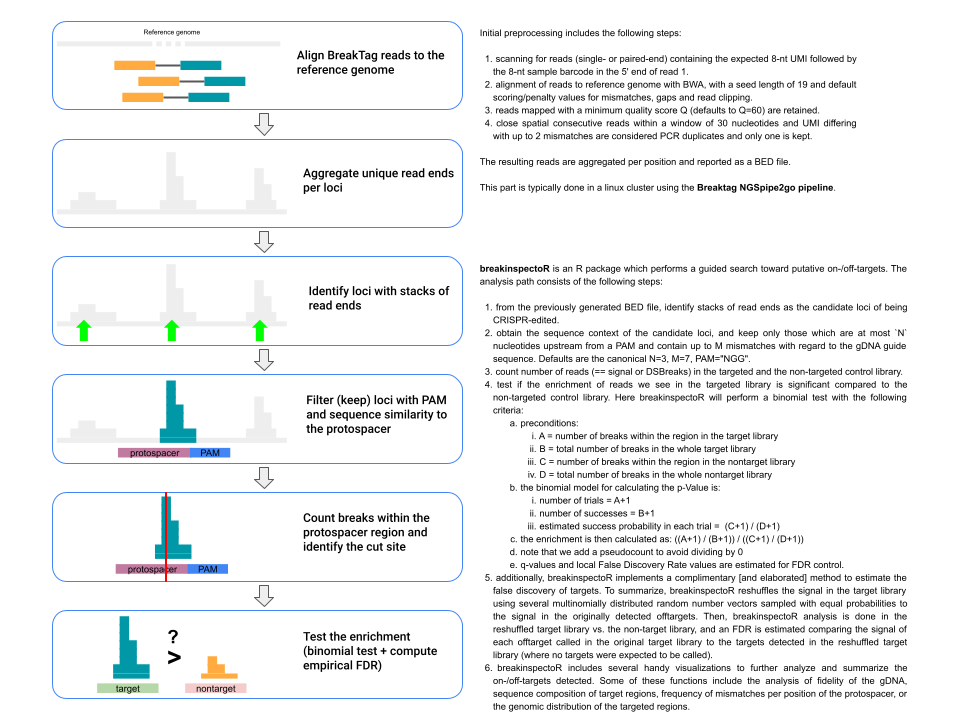 Reference genome
Align BreakTag reads to the
reference genome
Aggregate unique read ends
per loci
Identify loci with stacks of
read ends
Filter (keep) loci with PAM
and sequence similarity to
the protospacer
protospacer
PAM
Count breaks within the
protospacer region and
identify the cut site
protospacer
PAM
?
>
Test the enrichment
(binomial test + compute
empirical FDR)
target
nontarget
Initial preprocessing includes the following steps:
1. scanning for reads (single- or paired-end) containing the expected 8-nt UMI followed by
the 8-nt sample barcode in the 5′ end of read 1.
2. alignment of reads to reference genome with BWA, with a seed length of 19 and default
scoring/penalty values for mismatches, gaps and read clipping.
3. reads mapped with a minimum quality score Q (defaults to Q=60) are retained.
4. close spatial consecutive reads within a window of 30 nucleotides and UMI differing
with up to 2 mismatches are considered PCR duplicates and only one is kept.
The resulting reads are aggregated per position and reported as a BED file.
This part is typically done in a linux cluster using the Breaktag NGSpipe2go pipeline.
breakinspectoR is an R package which performs a guided search toward putative on-/off-targets. The
analysis path consists of the following steps:
1. from the previously generated BED file, identify stacks of read ends as the candidate loci of being
CRISPR-edited.
2. obtain the sequence context of the candidate loci, and keep only those which are at most `N`
nucleotides upstream from a PAM and contain up to M mismatches with regard to the gDNA guide
sequence. Defaults are the canonical N=3, M=7, PAM="NGG".
3. count number of reads (== signal or DSBreaks) in the targeted and the non-targeted control library.
4. test if the enrichment of reads we see in the targeted library is significant compared to the
non-targeted control library. Here breakinspectoR will perform a binomial test with the following
criteria:
a. preconditions:
i. A = number of breaks within the region in the target library
ii. B = total number of breaks in the whole target library
iii. C = number of breaks within the region in the nontarget library
iv. D = total number of breaks in the whole nontarget library
b. the binomial model for calculating the p-Value is:
i. number of trials = A+1
ii. number of successes = B+1
iii. estimated success probability in each trial = (C+1) / (D+1)
c. the enrichment is then calculated as: ((A+1) / (B+1)) / ((C+1) / (D+1))
d. note that we add a pseudocount to avoid dividing by 0
e. q-values and local False Discovery Rate values are estimated for FDR control.
5. additionally, breakinspectoR implements a complimentary [and elaborated] method to estimate the
false discovery of targets. To summarize, breakinspectoR reshuffles the signal in the target library
using several multinomially distributed random number vectors sampled with equal probabilities to
the signal in the originally detected offtargets. Then, breakinspectoR analysis is done in the
reshuffled target library vs. the non-target library, and an FDR is estimated comparing the signal of
each offtarget called in the original target library to the targets detected in the reshuffled target
library (where no targets were expected to be called).
6. breakinspectoR includes several handy visualizations to further analyze and summarize the
on-/off-targets detected. Some of these functions include the analysis of fidelity of the gDNA,
sequence composition of target regions, frequency of mismatches per position of the protospacer, or
the genomic distribution of the targeted regions.